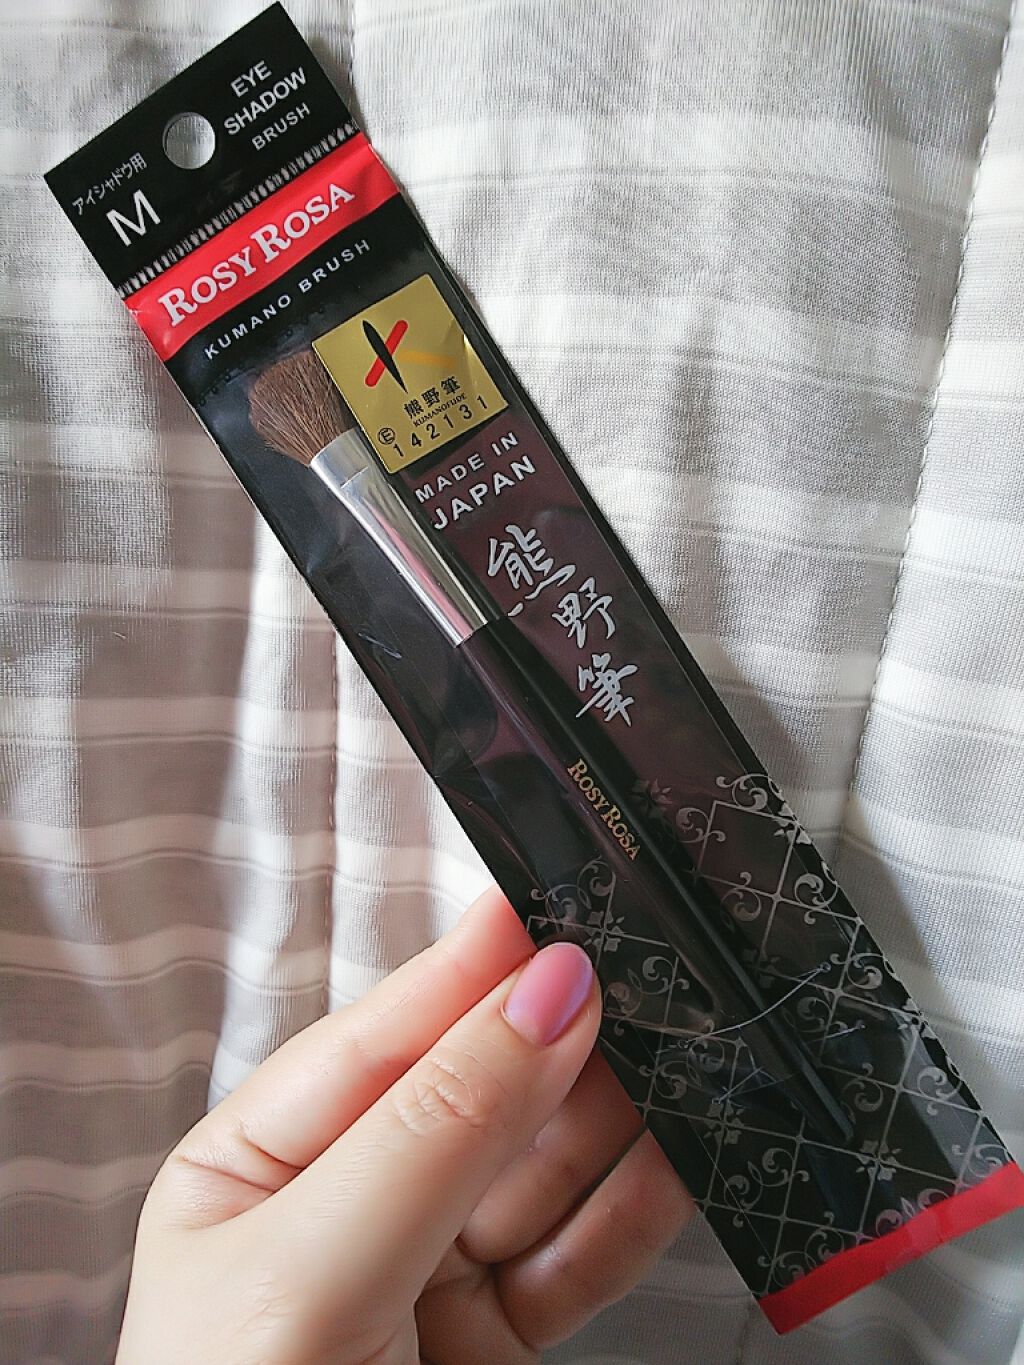 EYE
SHADOW
BRUSH
アイシャドウ用
M
ROSY ROSA
KUMANO BRUSH
熊野筆
KUMANOFUDE
Ⓔ142131
MADE IN
JAPAN
熊野筆
ROSY ROSA